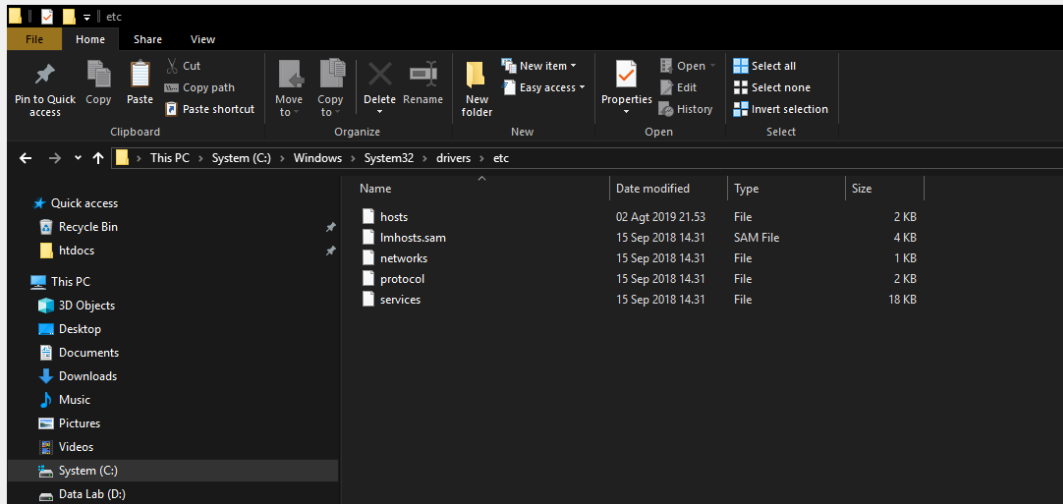 etc
File Home Share View
Pin to Quick access Copy Paste Cut Copy path Paste shortcut
Move to Copy to Delete Rename
New folder New item Easy access
Properties Open Edit History
Select all Select none Invert selection
Clipboard Organize New Open Select
This PC > System (C:) > Windows > System32 > drivers > etc
Name Date modified Type Size
hosts 02 Agt 2019 21.53 File 2 KB
lmhosts.sam 15 Sep 2018 14.31 SAM File 4 KB
networks 15 Sep 2018 14.31 File 1 KB
protocol 15 Sep 2018 14.31 File 2 KB
services 15 Sep 2018 14.31 File 18 KB
Quick access
Recycle Bin
htdocs
This PC
3D Objects
Desktop
Documents
Downloads
Music
Pictures
Videos
System (C:)
Data Lab (D:)